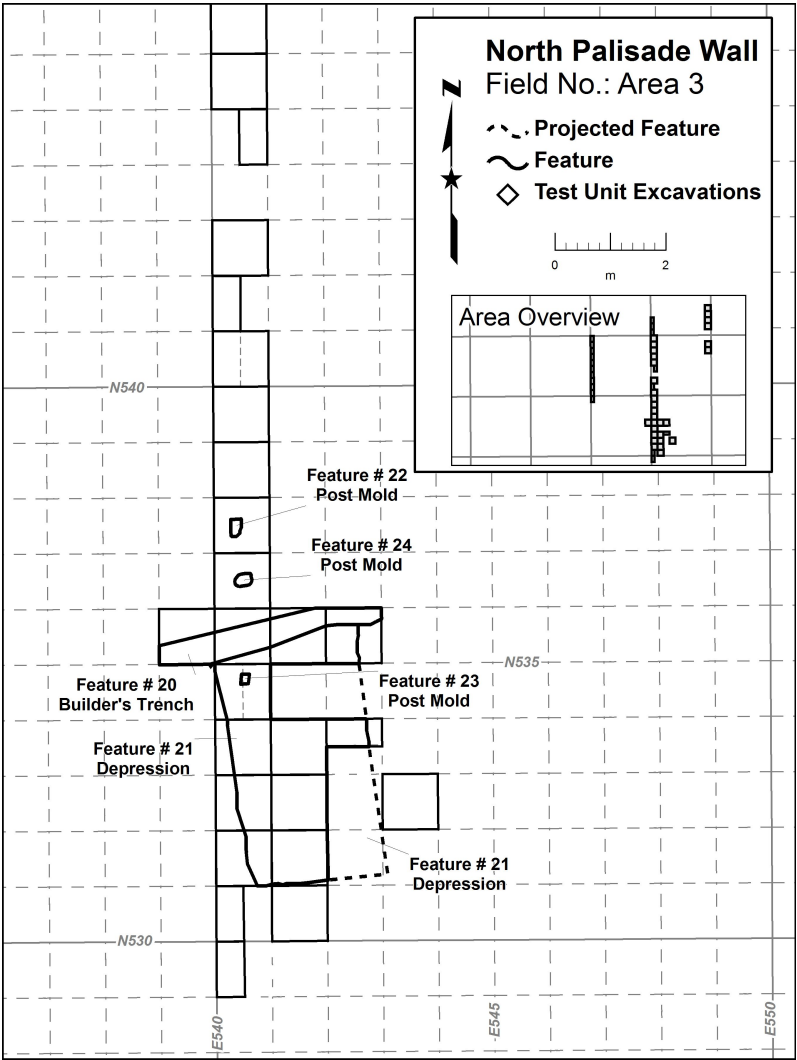 North Palisade Wall
Field No.: Area 3
N
Projected Feature
Feature
Test Unit Excavations
0 2
m
Area Overview
N540
Feature # 22
Post Mold
Feature # 24
Post Mold
N535
Feature # 20
Builder's Trench
Feature # 23
Post Mold
Feature # 21
Depression
Feature # 21
Depression
N530
E540
E545
E550